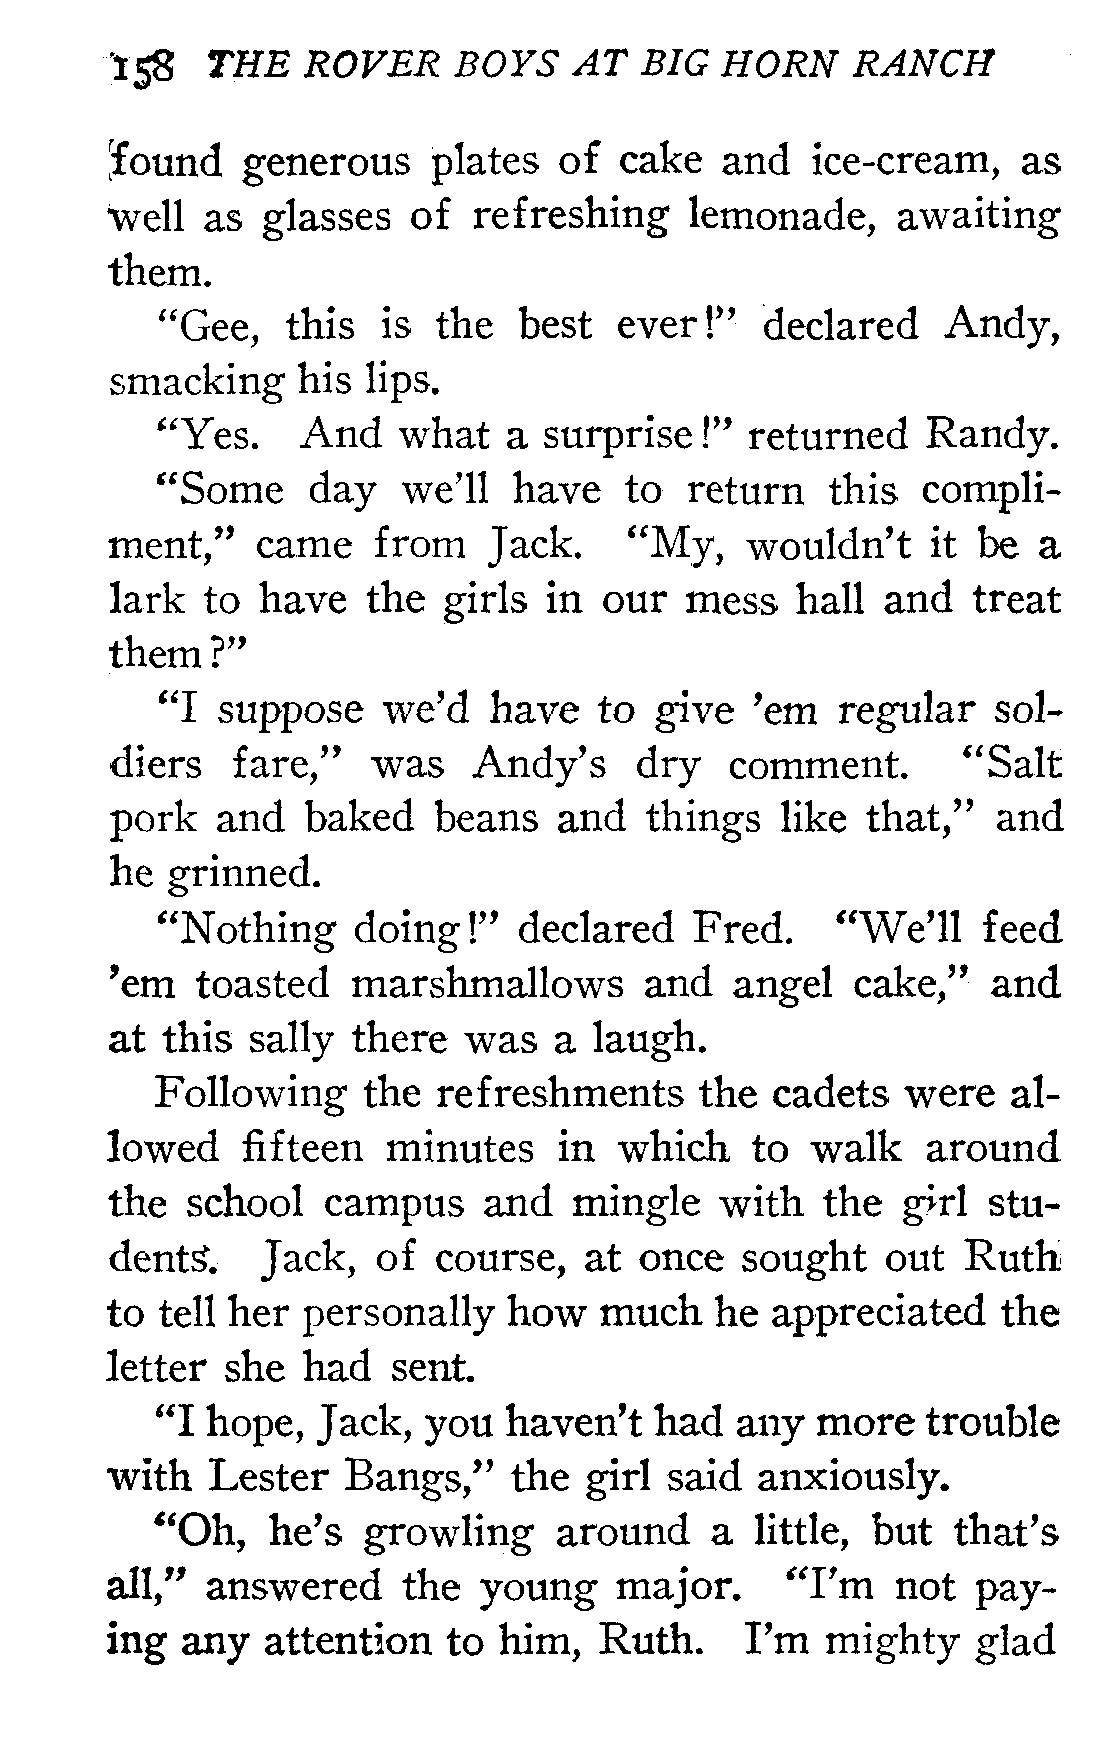 158 THE ROVER BOYS AT BIG HORN RANCH
found generous plates of cake and ice-cream, as
well as glasses of refreshing lemonade, awaiting
them.
"Gee, this is the best ever!" declared Andy,
smacking his lips.
"Yes. And what a surprise!" returned Randy.
"Some day we'll have to return this compli-
ment," came from Jack. "My, wouldn't it be a
lark to have the girls in our mess hall and treat
them?"
"I suppose we'd have to give 'em regular sol-
diers fare," was Andy's dry comment. "Salt
pork and baked beans and things like that," and
he grinned.
"Nothing doing!" declared Fred. "We'll feed
'em toasted marshmallows and angel cake," and
at this sally there was a laugh.
Following the refreshments the cadets were al-
lowed fifteen minutes in which to walk around
the school campus and mingle with the girl stu-
dents. Jack, of course, at once sought out Ruth
to tell her personally how much he appreciated the
letter she had sent.
"I hope, Jack, you haven't had any more trouble
with Lester Bangs," the girl said anxiously.
"Oh, he's growling around a little, but that's
all," answered the young major. "I'm not pay-
ing any attention to him, Ruth. I'm mighty glad